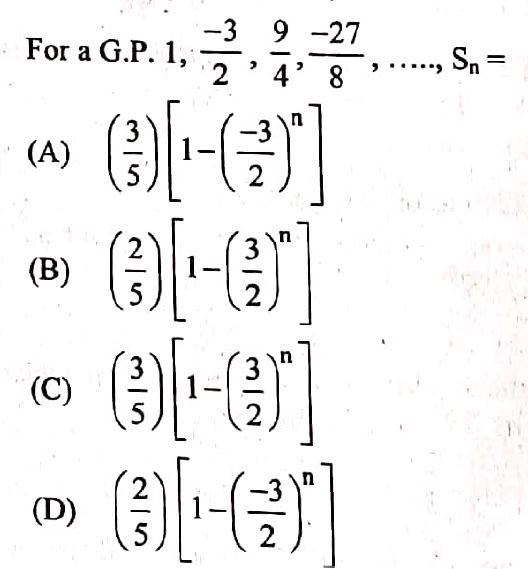 For a G.P. 1, \frac{-3}{2}, \frac{9}{4}, \frac{-27}{8}, ....., S_n =
(A) \left(\frac{3}{5}\right)\left[1-\left(\frac{-3}{2}\right)^n\right]
(B) \left(\frac{2}{5}\right)\left[1-\left(\frac{3}{2}\right)^n\right]
(C) \left(\frac{3}{5}\right)\left[1-\left(\frac{3}{2}\right)^n\right]
(D) \left(\frac{2}{5}\right)\left[1-\left(\frac{-3}{2}\right)^n\right]